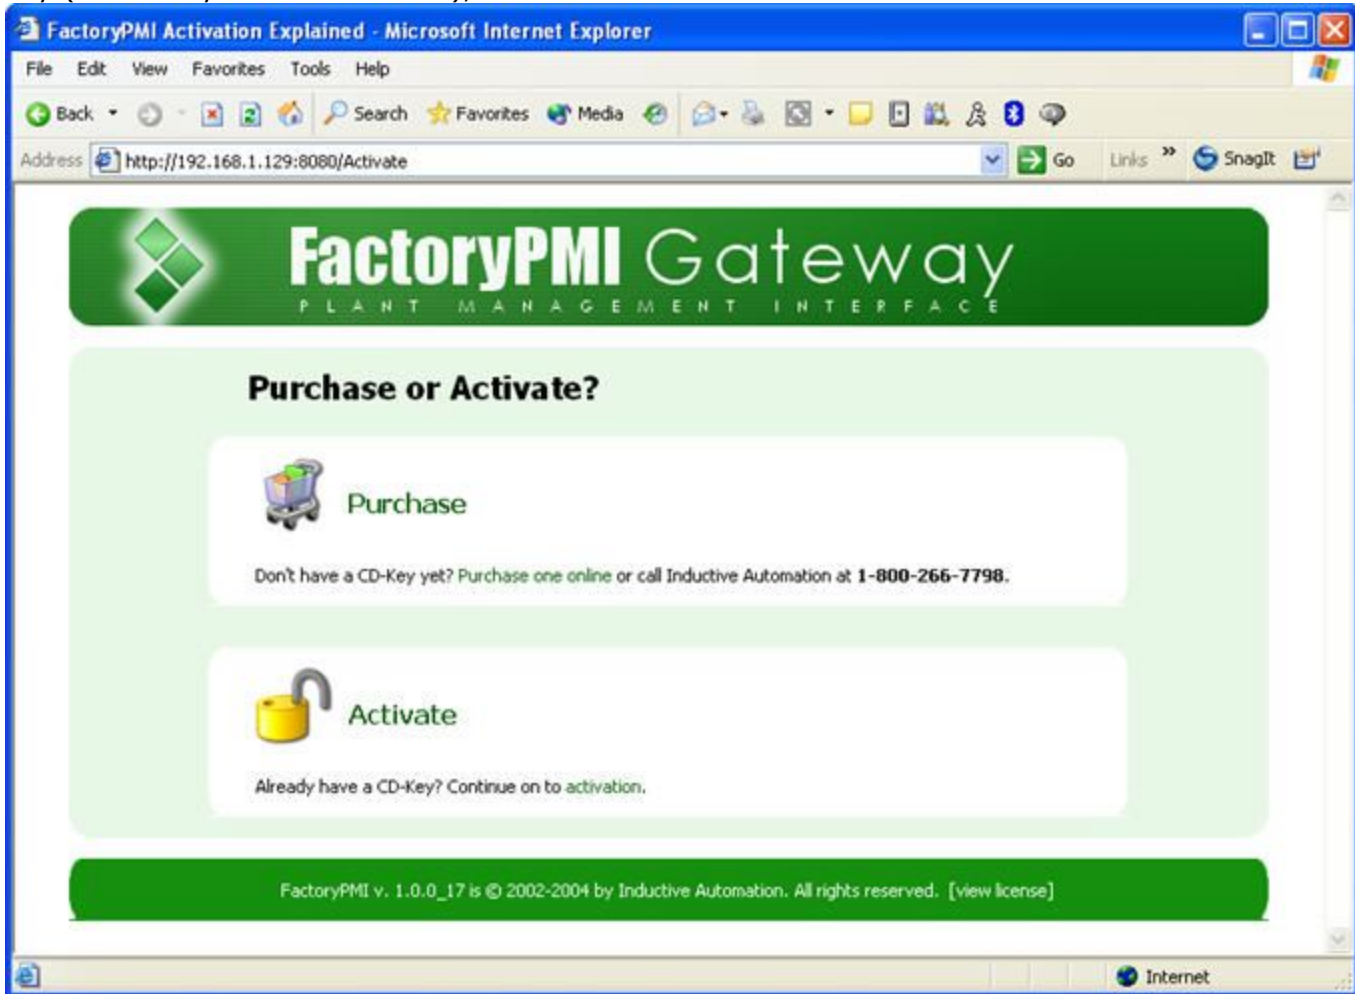 FactoryPMI Activation Explained - Microsoft Internet Explorer
File Edit View Favorites Tools Help
Back Search Favorites Media
Address http://192.168.1.129:8080/Activate Go Links » SnagIt
FactoryPMI Gateway
PLANT MANAGEMENT INTERFACE
Purchase or Activate?
Purchase
Don't have a CD-Key yet? Purchase one online or call Inductive Automation at 1-800-266-7798.
Activate
Already have a CD-Key? Continue on to activation.
FactoryPMI v. 1.0.0_17 is © 2002-2004 by Inductive Automation. All rights reserved. [view license]
Internet